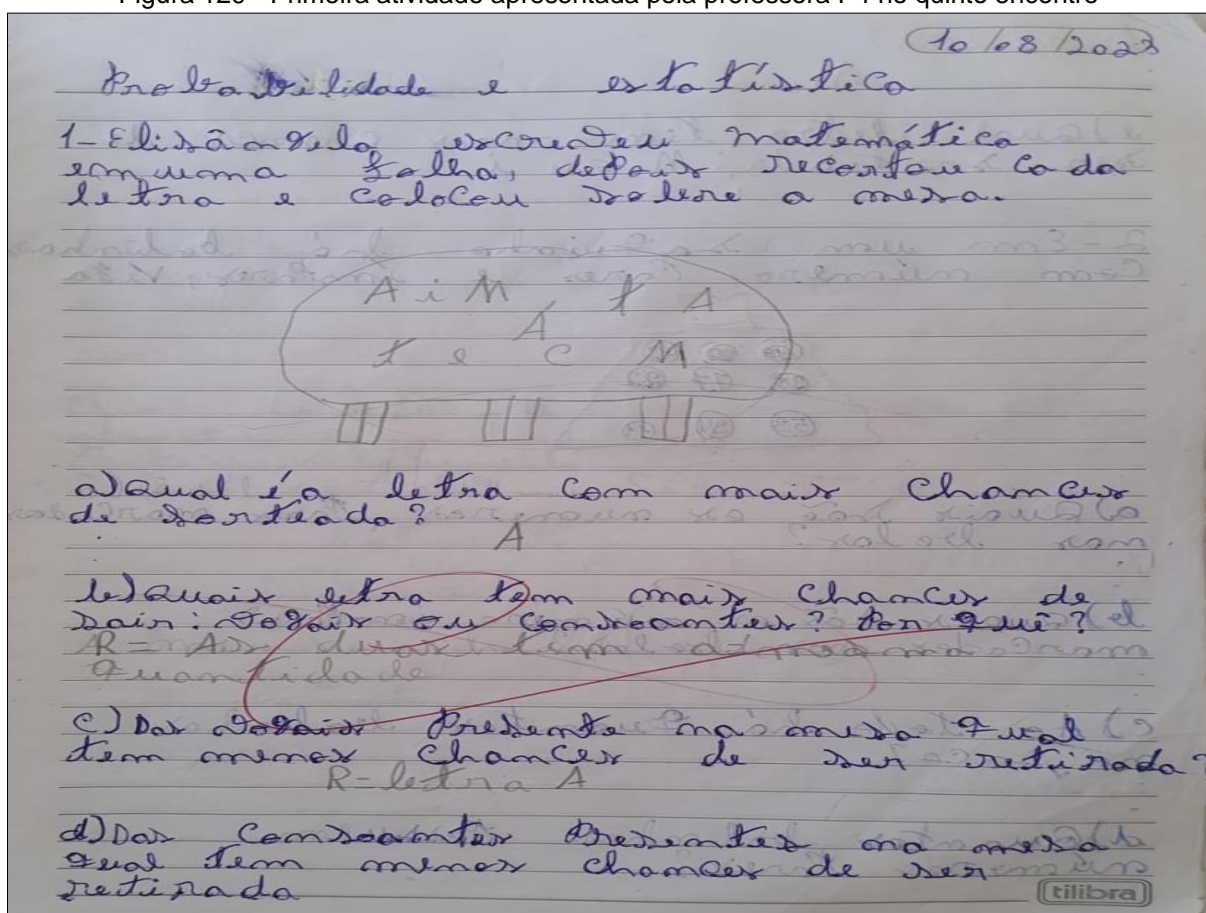 Figura 120 - Primeira atividade apresentada pela professora P4 no quinto encontro
10/08/2023
Probabilidade e estatística
1- Elisângela escreveu matemática
em uma folha, depois recortou cada
letra e colocou sobre a mesa.
A i M t A
A
t e C M
a) Qual é a letra com mais chances
de sorteada?
A
b) Quais letra tem mais chances de
sair: vogais ou consoantes? Por quê?
R= As duas tem a mesma
quantidade
c) Das vogais presente na mesa qual
tem menos chances de ser retirada?
R= letra A
d) Das consoantes presentes na mesa
qual tem menos chances de ser
retirada
tilibra